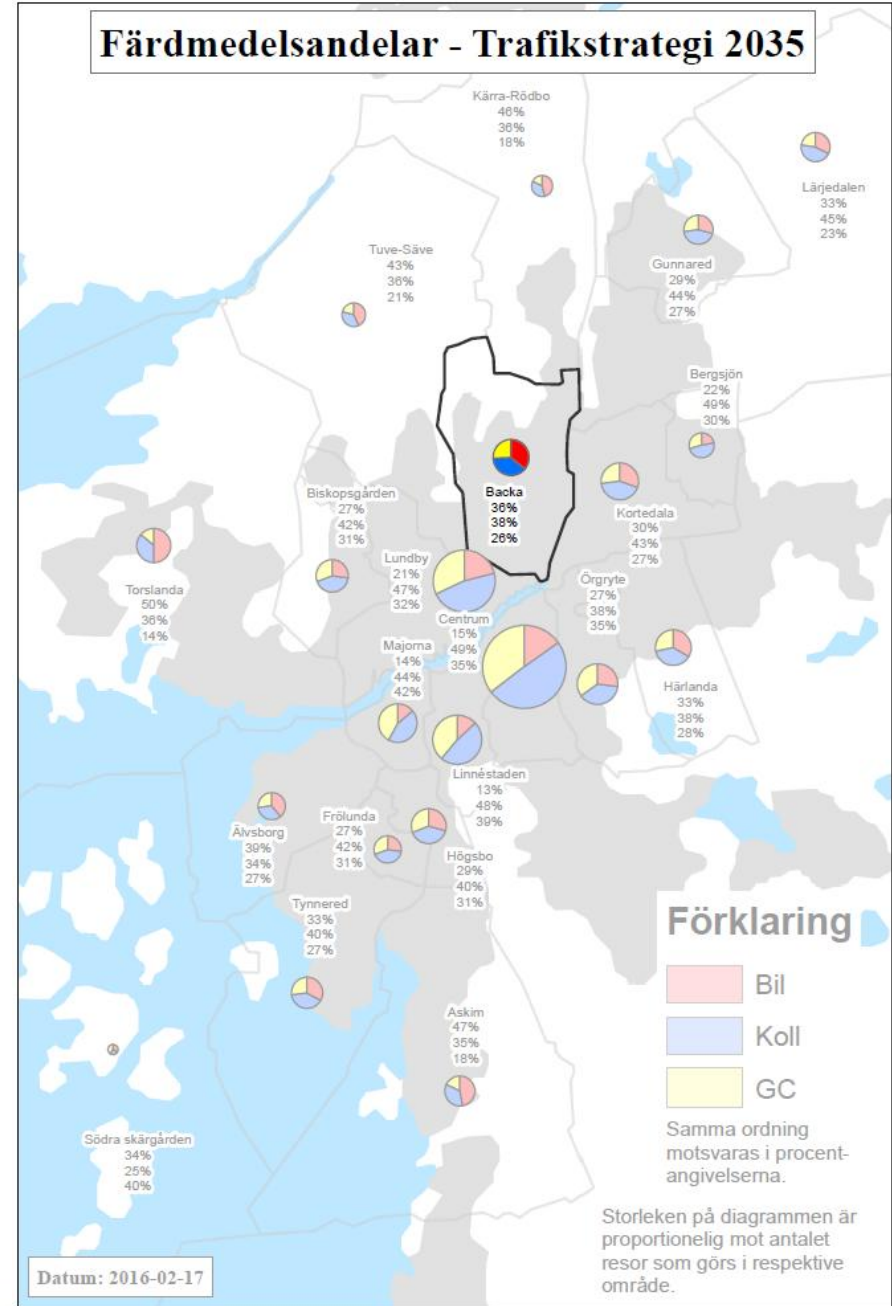 Färdmedelsandelar - Trafikstrategi 2035
Kärra-Rödbo
46%
36%
18%
Lärjedalen
33%
45%
23%
Gunnared
29%
44%
27%
Tuve-Säve
43%
36%
21%
Bergsjön
22%
49%
30%
Backa
36%
38%
26%
Kortedala
30%
43%
27%
Biskopsgården
27%
42%
31%
Lundby
21%
47%
32%
Torslanda
50%
36%
14%
Örgryte
27%
38%
35%
Centrum
15%
49%
35%
Majorna
14%
44%
42%
Härlanda
33%
38%
28%
Linnéstaden
13%
48%
39%
Älvsborg
39%
34%
27%
Frölunda
27%
42%
31%
Högsbo
29%
40%
31%
Tynnered
33%
40%
27%
Askim
47%
35%
18%
Södra skärgården
34%
25%
40%
Förklaring
Bil
Koll
GC
Samma ordning
motsvaras i procent-
angivelserna.
Storleken på diagrammen är
proportionelig mot antalet
resor som görs i respektive
område.
Datum: 2016-02-17